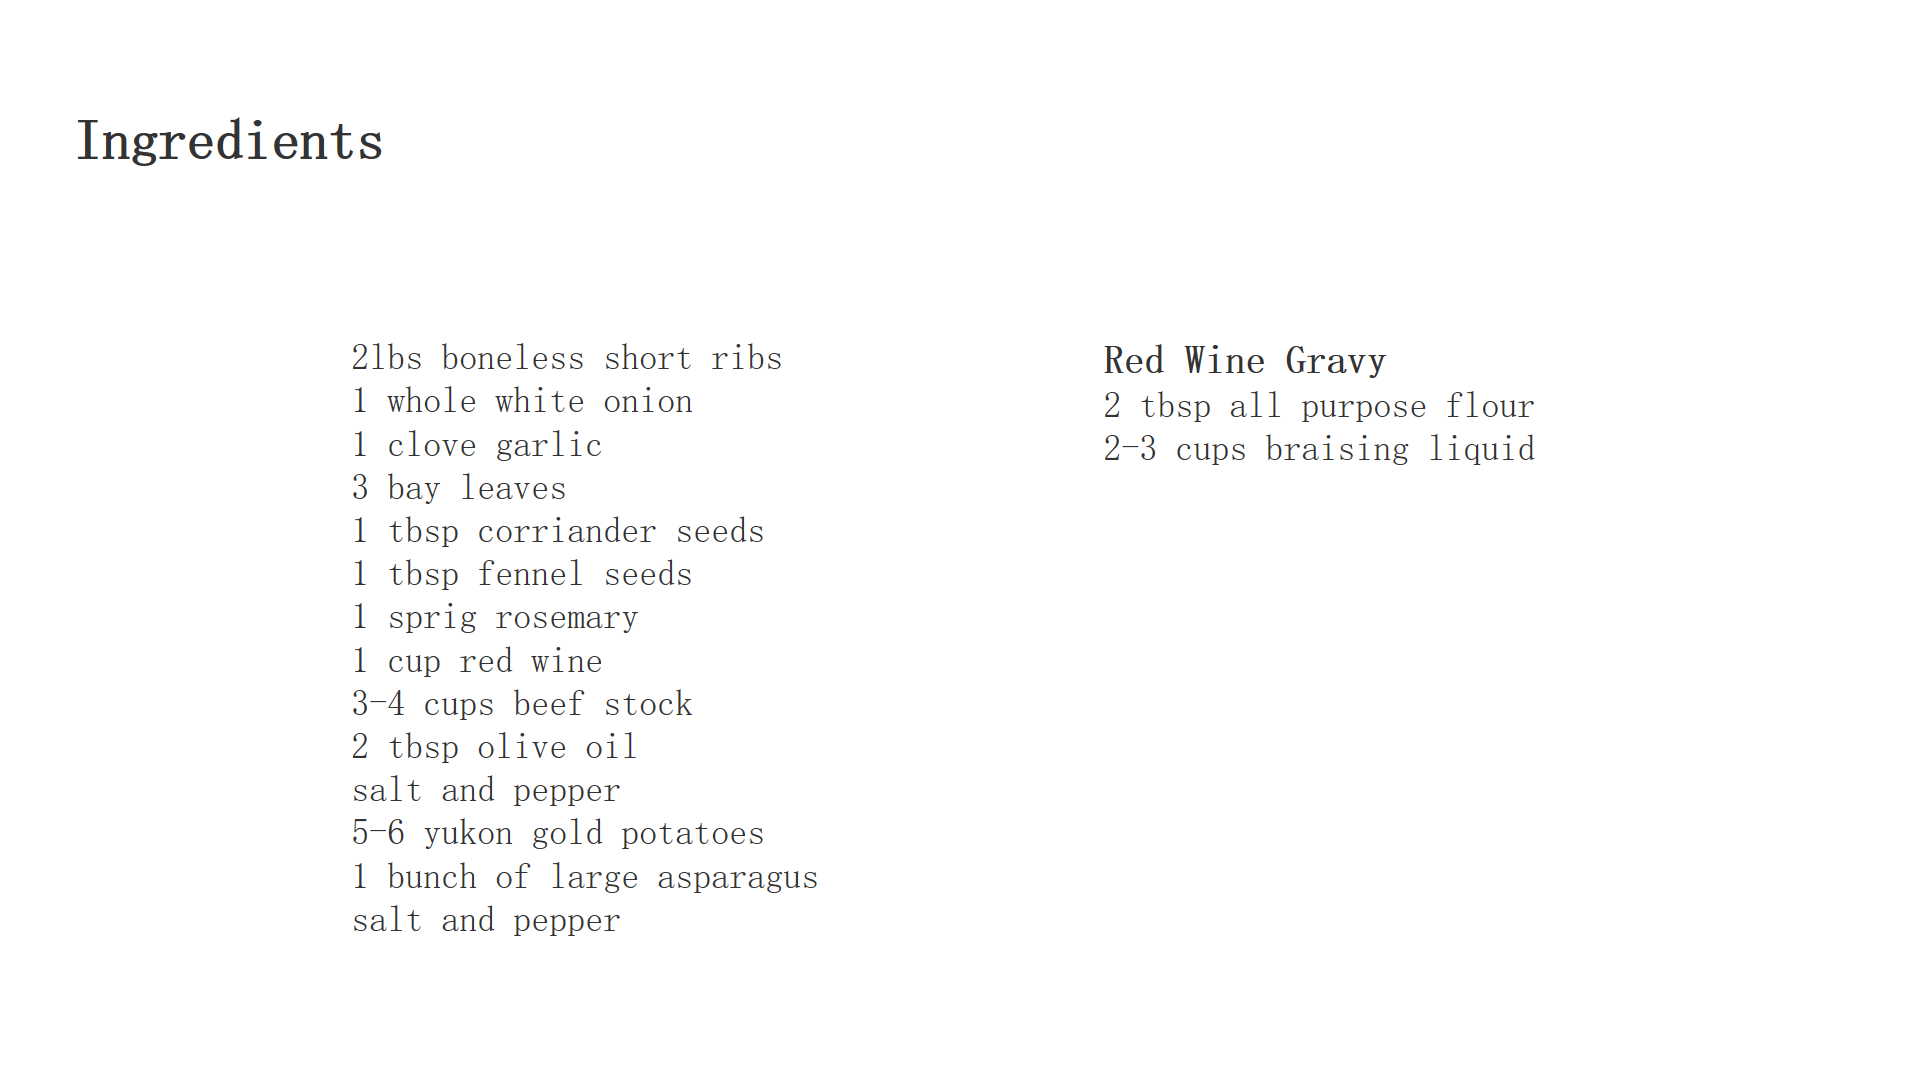 Ingredients
2lbs boneless short ribs
1 whole white onion
1 clove garlic
3 bay leaves
1 tbsp corriander seeds
1 tbsp fennel seeds
1 sprig rosemary
1 cup red wine
3-4 cups beef stock
2 tbsp olive oil
salt and pepper
5-6 yukon gold potatoes
1 bunch of large asparagus
salt and pepper
Red Wine Gravy
2 tbsp all purpose flour
2-3 cups braising liquid